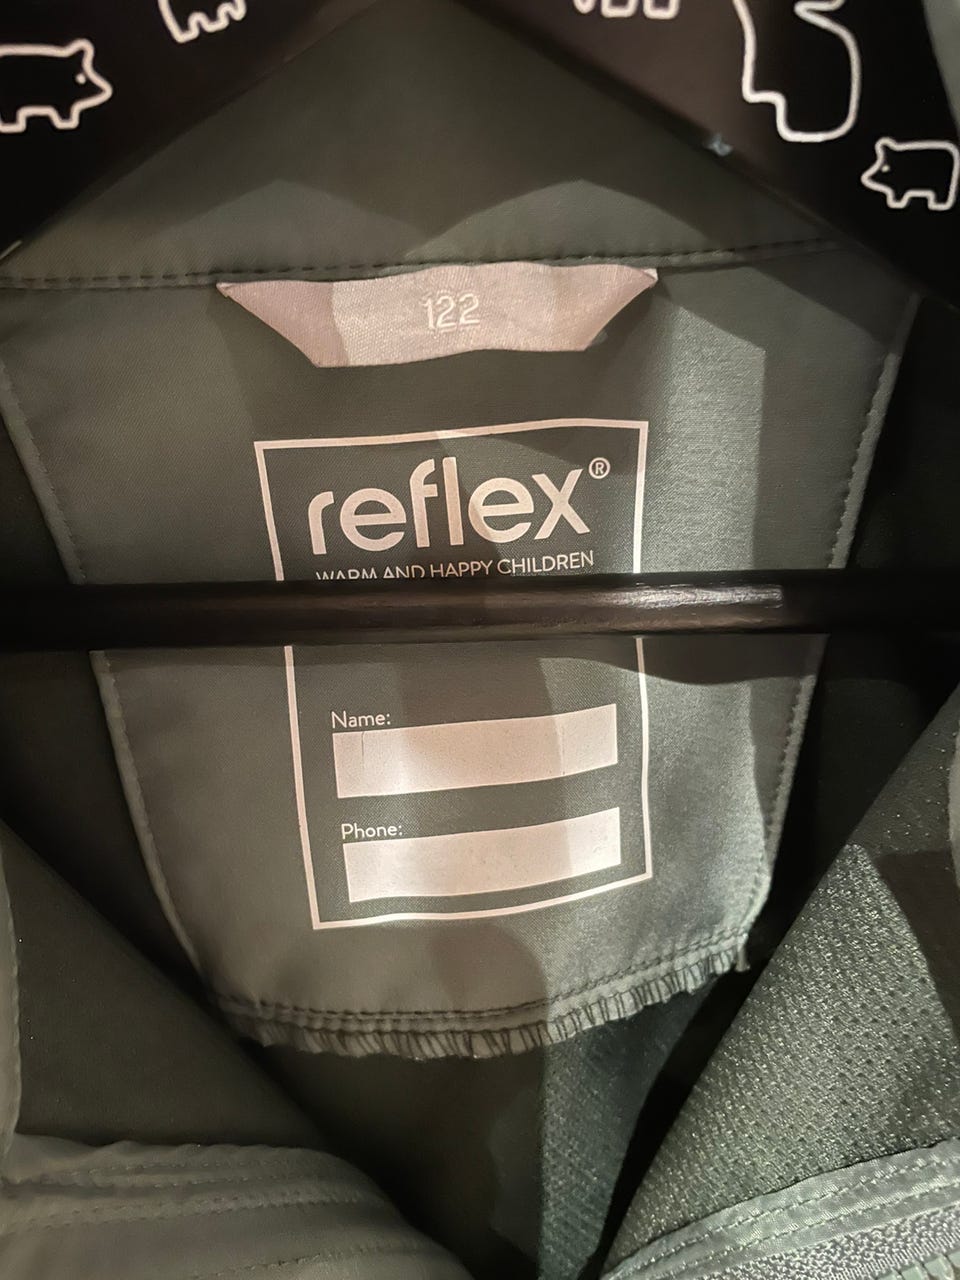 122
reflex®
WARM AND HAPPY CHILDREN
Name:
Phone: